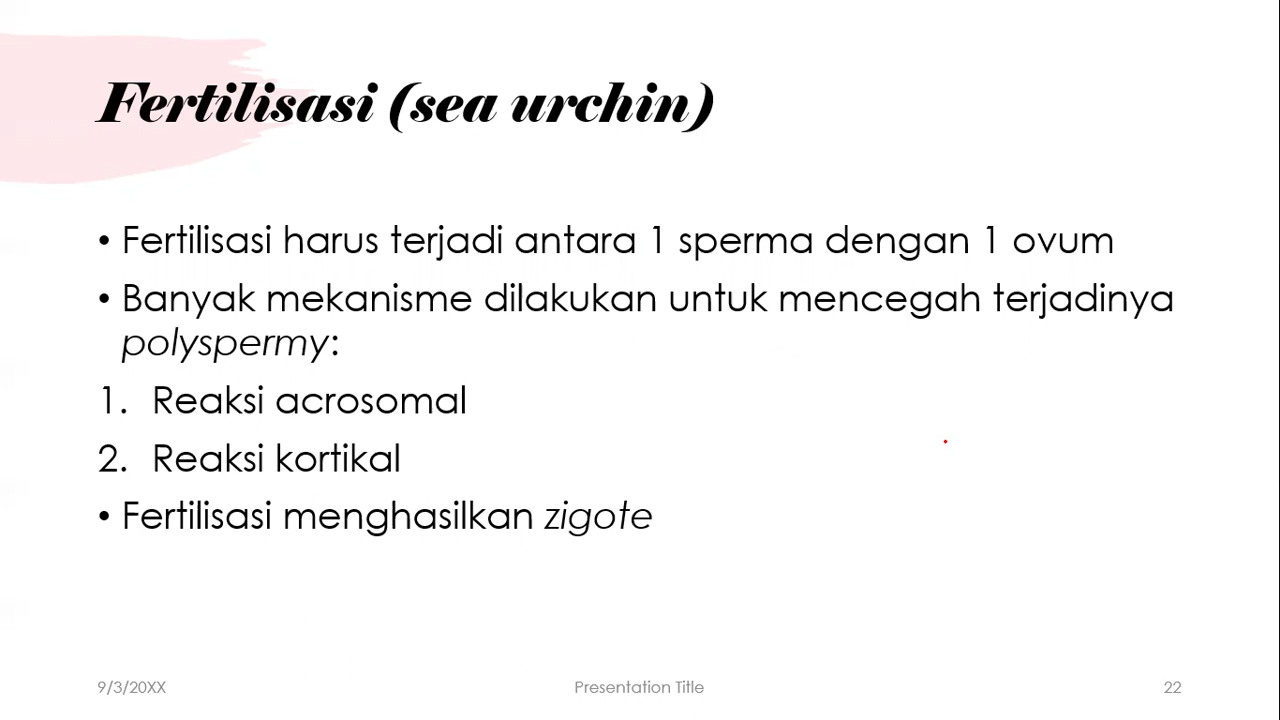 Fertilisasi (sea urchin)
• Fertilisasi harus terjadi antara 1 sperma dengan 1 ovum
• Banyak mekanisme dilakukan untuk mencegah terjadinya
polyspermy:
1. Reaksi acrosomal
2. Reaksi kortikal
• Fertilisasi menghasilkan zigote
9/3/20XX
Presentation Title
22